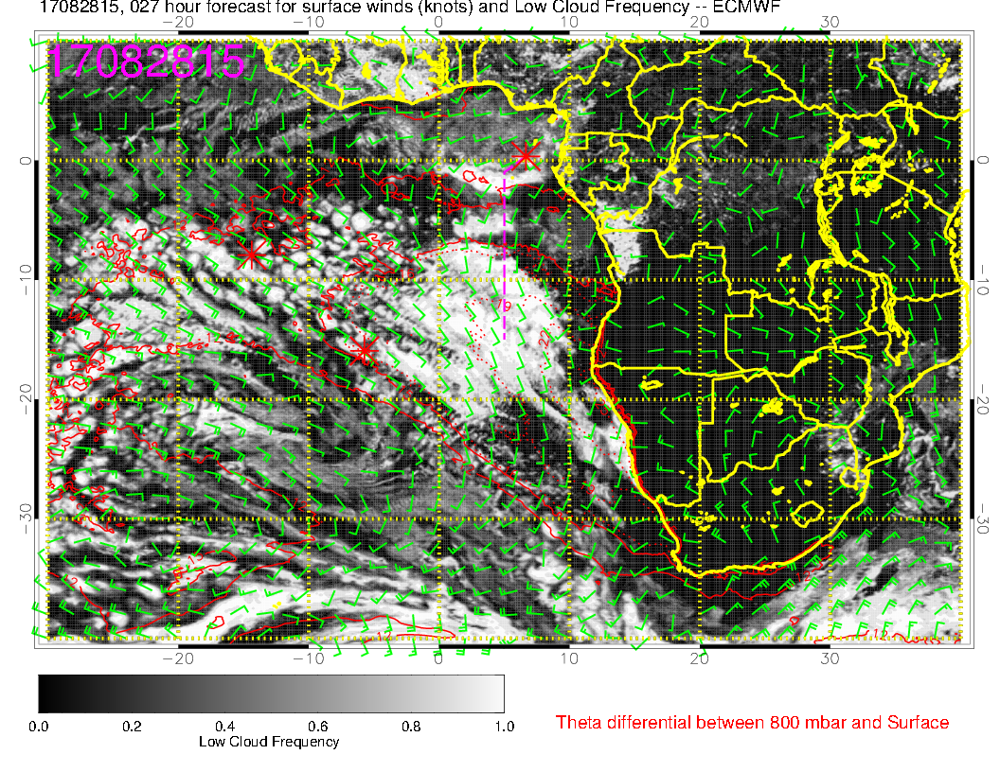 17082815, 027 hour forecast for surface winds (knots) and Low Cloud Frequency -- ECMWF
-20 -10 0 10 20 30
17082815
0 0
-10 -10
-20 -20
-30 -30
-20 -10 0 10 20 30
0.0 0.2 0.4 0.6 0.8 1.0
Low Cloud Frequency
Theta differential between 800 mbar and Surface